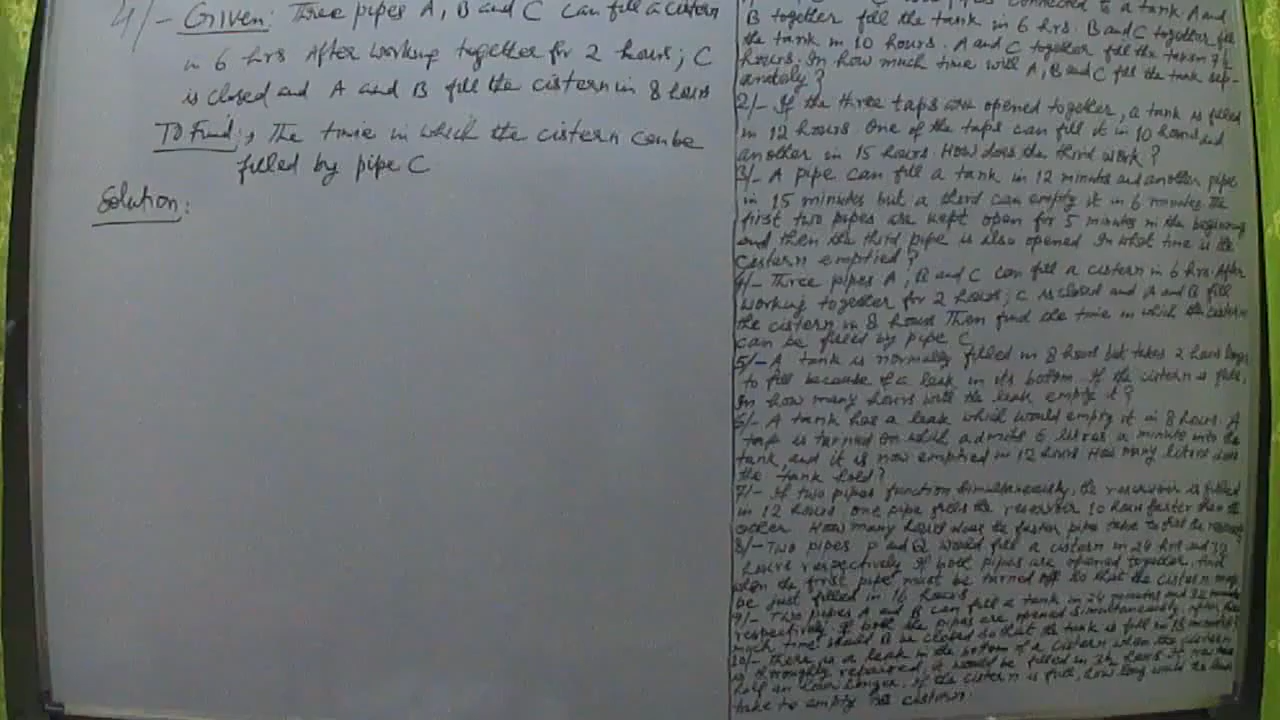 4/- Given: Three pipes A, B and C can fill a cistern
in 6 hrs After working together for 2 hours; C
is closed and A and B fill the cistern in 8 hours
To Find:, The time in which the cistern can be
filled by pipe C
Solution:
connected to a tank A and
B together fill the tank in 6 hrs. B and C together fill
the tank in 10 hours. A and C together fill the tank in 7½
hours. In how much time will A, B and C fill the tank sep-
arately?
2/- If the three taps are opened together, a tank is filled
in 12 hours One of the taps can fill it in 10 hours and
another in 15 hours. How does the third work?
3/- A pipe can fill a tank in 12 minutes and another pipe
in 15 minutes but a third can empty it in 6 minutes The
first two pipes are kept open for 5 minutes in the beginning
and then the third pipe is also opened In what time is the
cistern emptied?
4/- Three pipes A, B and C can fill a cistern in 6 hrs. After
working together for 2 hours; C is closed and A and B fill
the cistern in 8 hours Then find the time in which the cistern
can be filled by pipe C
5/- A tank is normally filled in 8 hours but takes 2 hours longer
to fill because of a leak in its bottom. If the cistern is full,
In how many hours will the leak empty it?
6/- A tank has a leak which would empty it in 8 hours. A
tap is turned on which admits 6 litres a minute into the
tank, and it is now emptied in 12 hours How many litres does
the tank hold?
7/- If two pipes function simultaneously, the reservoir is filled
in 12 hours. One pipe fills the reservoir 10 hours faster than the
other. How many hours does the faster pipe take to fill the
8/- Two pipes P and Q would fill a cistern in 24 hrs and 32
hours respectively If both pipes are opened together, find
when the first pipe must be turned off so that the cistern may
be just filled in 16 hours
9/- Two pipes A and B can fill a tank in 24 minutes and 32 minutes
respectively. If both the pipes are opened simultaneously, after how
much time should B be closed so that the tank is full in 18 minutes?
10/- There is a leak in the bottom of a cistern when the cistern
is thoroughly repaired, it would be filled in 3½ hours It now takes
half an hour longer. If the cistern is full, how long would the leak
take to empty the cistern.